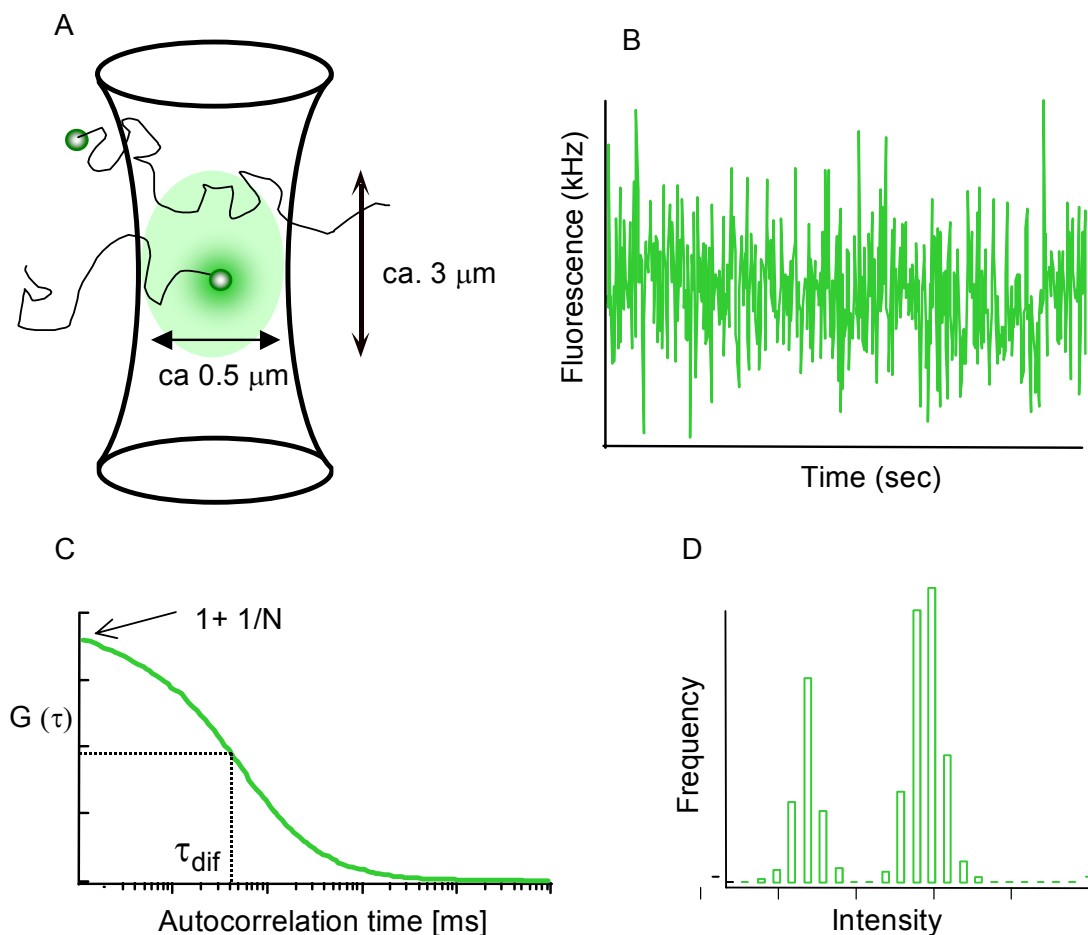 A
ca. 3 μm
ca 0.5 μm
B
Fluorescence (kHz)
Time (sec)
C
1+ 1/N
G (τ)
τdif
Autocorrelation time [ms]
D
Frequency
Intensity